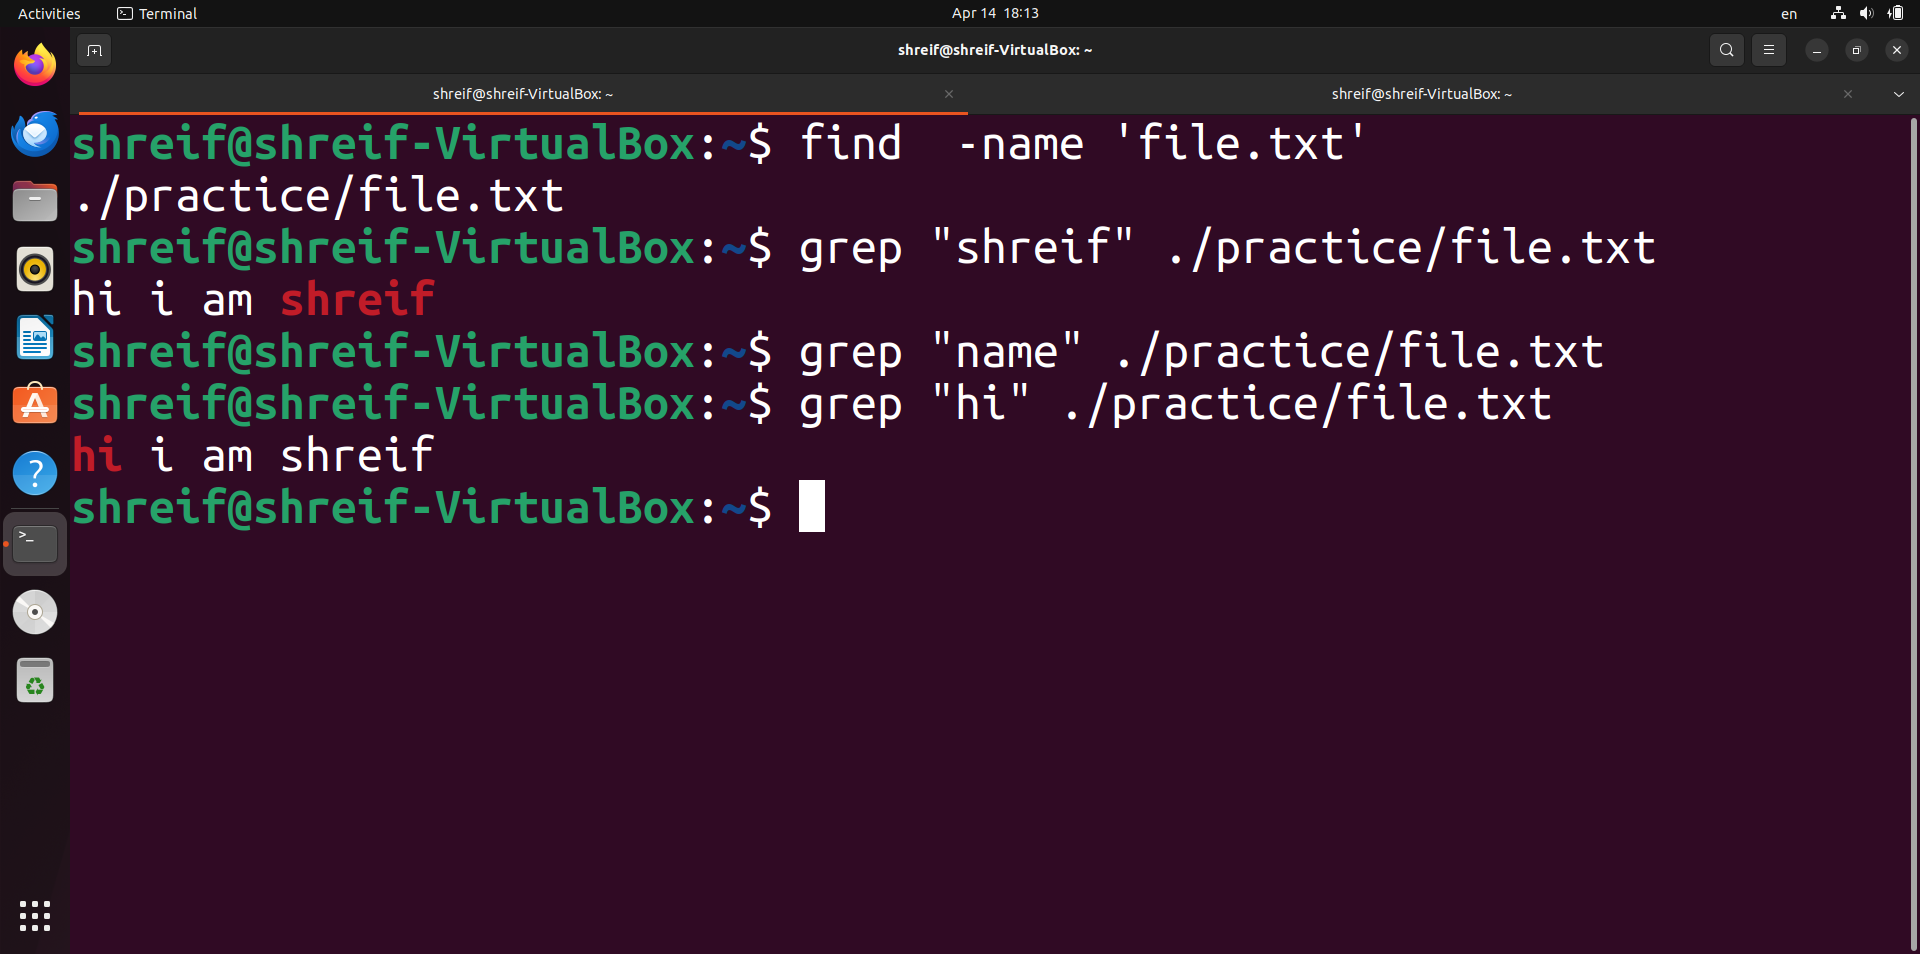 Activities Terminal Apr 14 18:13 en
shreif@shreif-VirtualBox: ~
shreif@shreif-VirtualBox: ~ shreif@shreif-VirtualBox: ~
shreif@shreif-VirtualBox:~$ find  -name 'file.txt'
./practice/file.txt
shreif@shreif-VirtualBox:~$ grep "shreif" ./practice/file.txt
hi i am shreif
shreif@shreif-VirtualBox:~$ grep "name" ./practice/file.txt
shreif@shreif-VirtualBox:~$ grep "hi" ./practice/file.txt
hi i am shreif
shreif@shreif-VirtualBox:~$